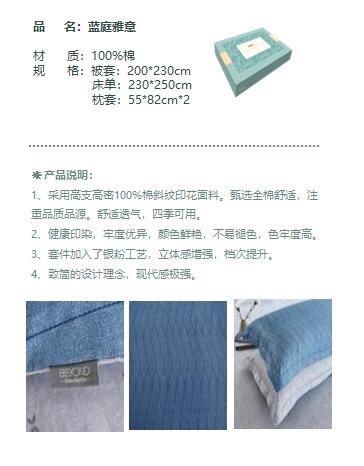 品 名：蓝庭雅意
材 质：100%棉
规 格：被套：200*230cm
床单：230*250cm
枕套：55*82cm*2
※产品说明：
1、采用高支高密100%棉斜纹印花面料。甄选全棉舒适，注
重品质品源。舒适透气，四季可用。
2、健康印染，牢度优异，颜色鲜艳，不易褪色，色牢度高。
3、套件加入了银粉工艺，立体感增强，档次提升。
4、致简的设计理念，现代感极强。
BEYOND